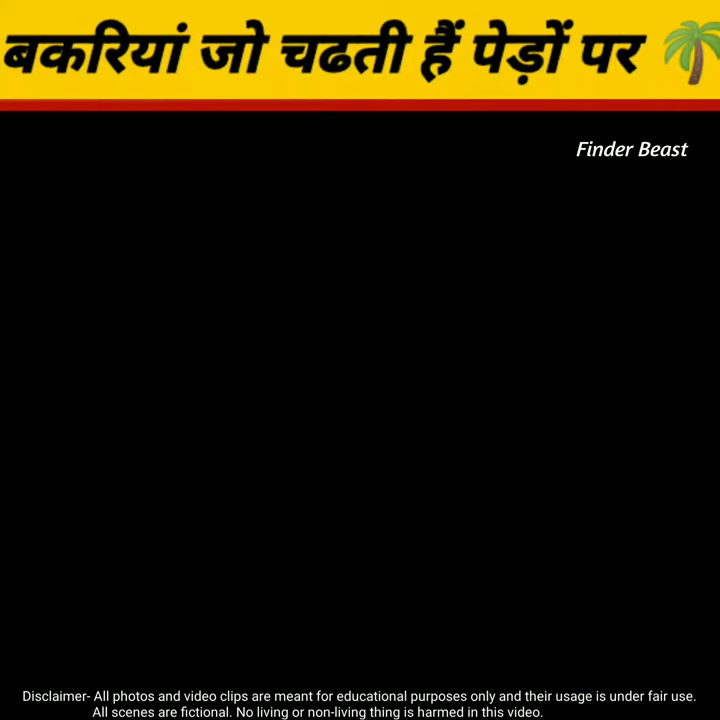 बकरियां जो चढती हैं पेड़ों पर 🌴
Finder Beast
Disclaimer- All photos and video clips are meant for educational purposes only and their usage is under fair use.
All scenes are fictional. No living or non-living thing is harmed in this video.